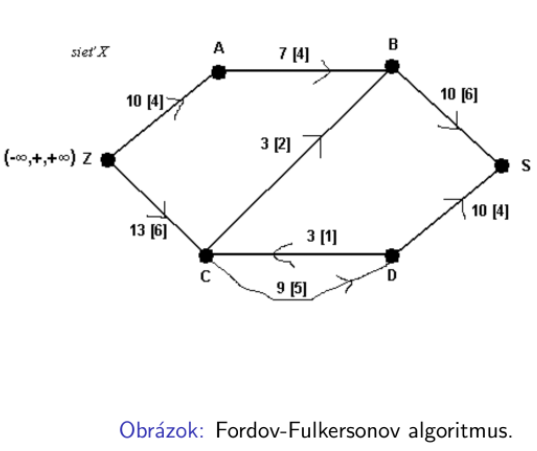 sieť X
A
7 [4]
B
10 [4]
10 [6]
3 [2]
(-∞,+,+∞) Z
S
13 [6]
10 [4]
3 [1]
C
D
9 [5]
Obrázok: Fordov-Fulkersonov algoritmus.